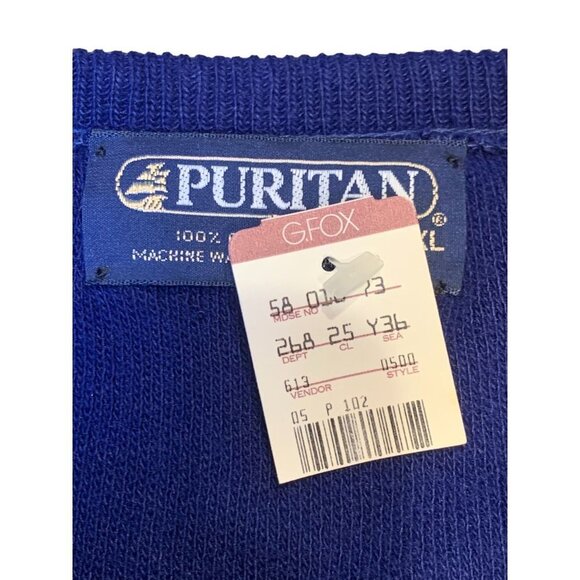 PURITAN
®
100%
XL
MACHINE WA
G.FOX
58 01 73
MDSE NO
268 25 Y36
DEPT CL SEA
613 0500
VENDOR STYLE
05 P 102